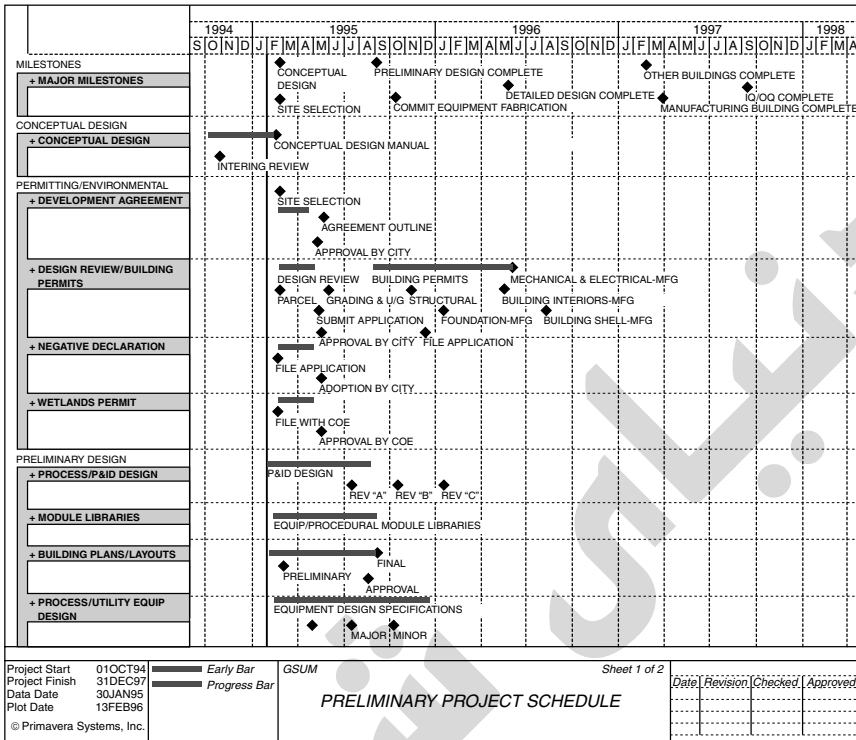 1994 1995 1996 1997 1998
S O N D J F M A M J J A S O N D J F M A M J J A S O N D J F M A M J J A S O N D J F M A
MILESTONES
+ MAJOR MILESTONES
CONCEPTUAL DESIGN
PRELIMINARY DESIGN COMPLETE
OTHER BUILDINGS COMPLETE
DETAILED DESIGN COMPLETE
IQ/OQ COMPLETE
SITE SELECTION
COMMIT EQUIPMENT FABRICATION
MANUFACTURING BUILDING COMPLETE
CONCEPTUAL DESIGN
+ CONCEPTUAL DESIGN
CONCEPTUAL DESIGN MANUAL
INTERING REVIEW
PERMITTING/ENVIRONMENTAL
+ DEVELOPMENT AGREEMENT
SITE SELECTION
AGREEMENT OUTLINE
APPROVAL BY CITY
+ DESIGN REVIEW/BUILDING
PERMITS
DESIGN REVIEW BUILDING PERMITS MECHANICAL & ELECTRICAL-MFG
PARCEL GRADING & U/G STRUCTURAL BUILDING INTERIORS-MFG
SUBMIT APPLICATION FOUNDATION-MFG BUILDING SHELL-MFG
APPROVAL BY CITY FILE APPLICATION
+ NEGATIVE DECLARATION
FILE APPLICATION
ADOPTION BY CITY
+ WETLANDS PERMIT
FILE WITH COE
APPROVAL BY COE
PRELIMINARY DESIGN
+ PROCESS/P&ID DESIGN
P&ID DESIGN
REV “A” REV “B” REV “C”
+ MODULE LIBRARIES
EQUIP/PROCEDURAL MODULE LIBRARIES
+ BUILDING PLANS/LAYOUTS
FINAL
PRELIMINARY
APPROVAL
+ PROCESS/UTILITY EQUIP
DESIGN
EQUIPMENT DESIGN SPECIFICATIONS
MAJOR MINOR
Project Start 01OCT94
Project Finish 31DEC97
Data Date 30JAN95
Plot Date 13FEB96
© Primavera Systems, Inc.
Early Bar
Progress Bar
GSUM
Sheet 1 of 2
PRELIMINARY PROJECT SCHEDULE
Date Revision Checked Approved